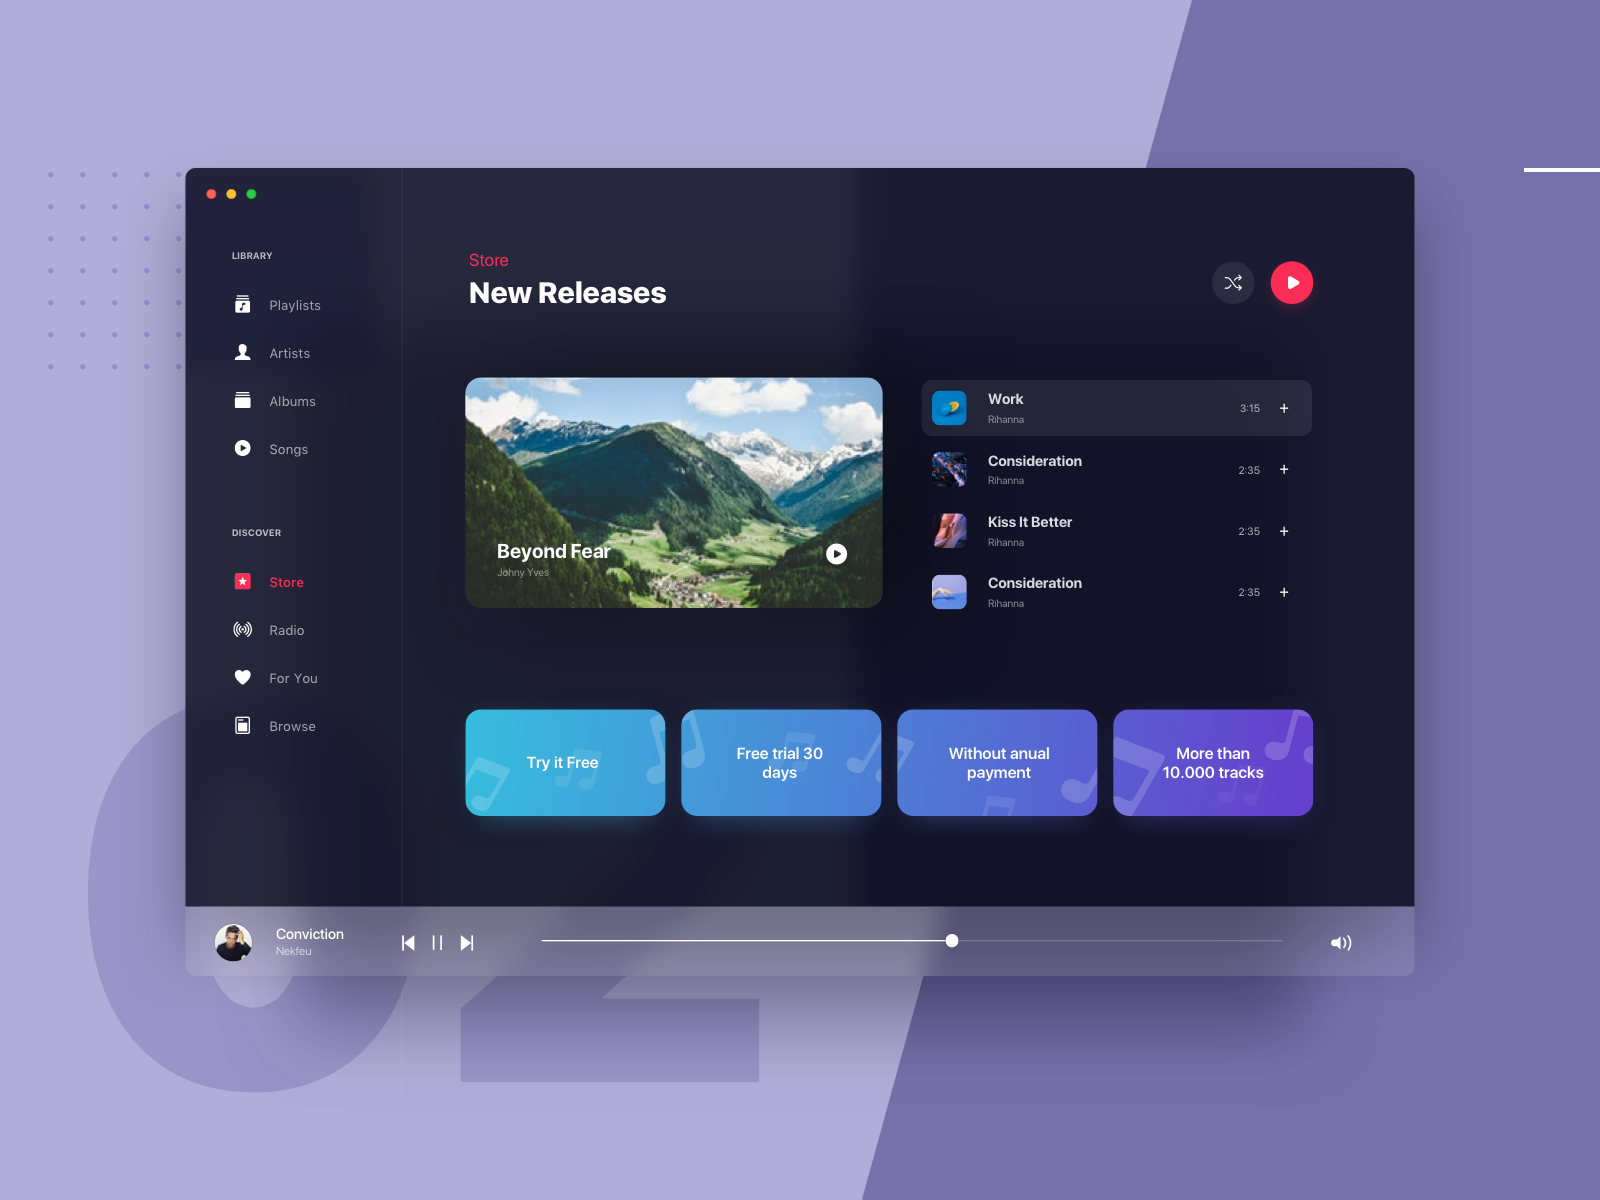 LIBRARY
Playlists
Artists
Albums
Songs
DISCOVER
Store
Radio
For You
Browse
Store
New Releases
Beyond Fear
Johny Yves
Work
Rihanna
3:15 +
Consideration
Rihanna
2:35 +
Kiss It Better
Rihanna
2:35 +
Consideration
Rihanna
2:35 +
Try it Free
Free trial 30
days
Without anual
payment
More than
10.000 tracks
Conviction
Nekfeu
02